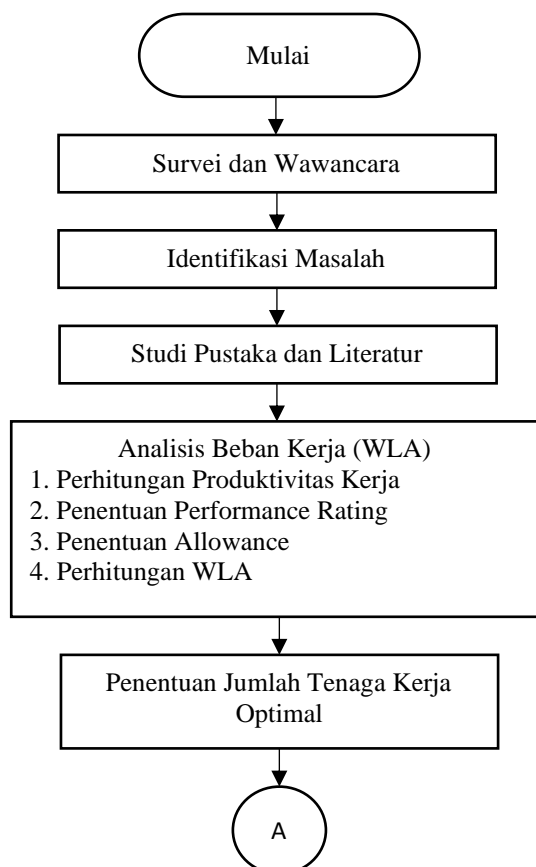 Mulai
Survei dan Wawancara
Identifikasi Masalah
Studi Pustaka dan Literatur
Analisis Beban Kerja (WLA)
1. Perhitungan Produktivitas Kerja
2. Penentuan Performance Rating
3. Penentuan Allowance
4. Perhitungan WLA
Penentuan Jumlah Tenaga Kerja
Optimal
A